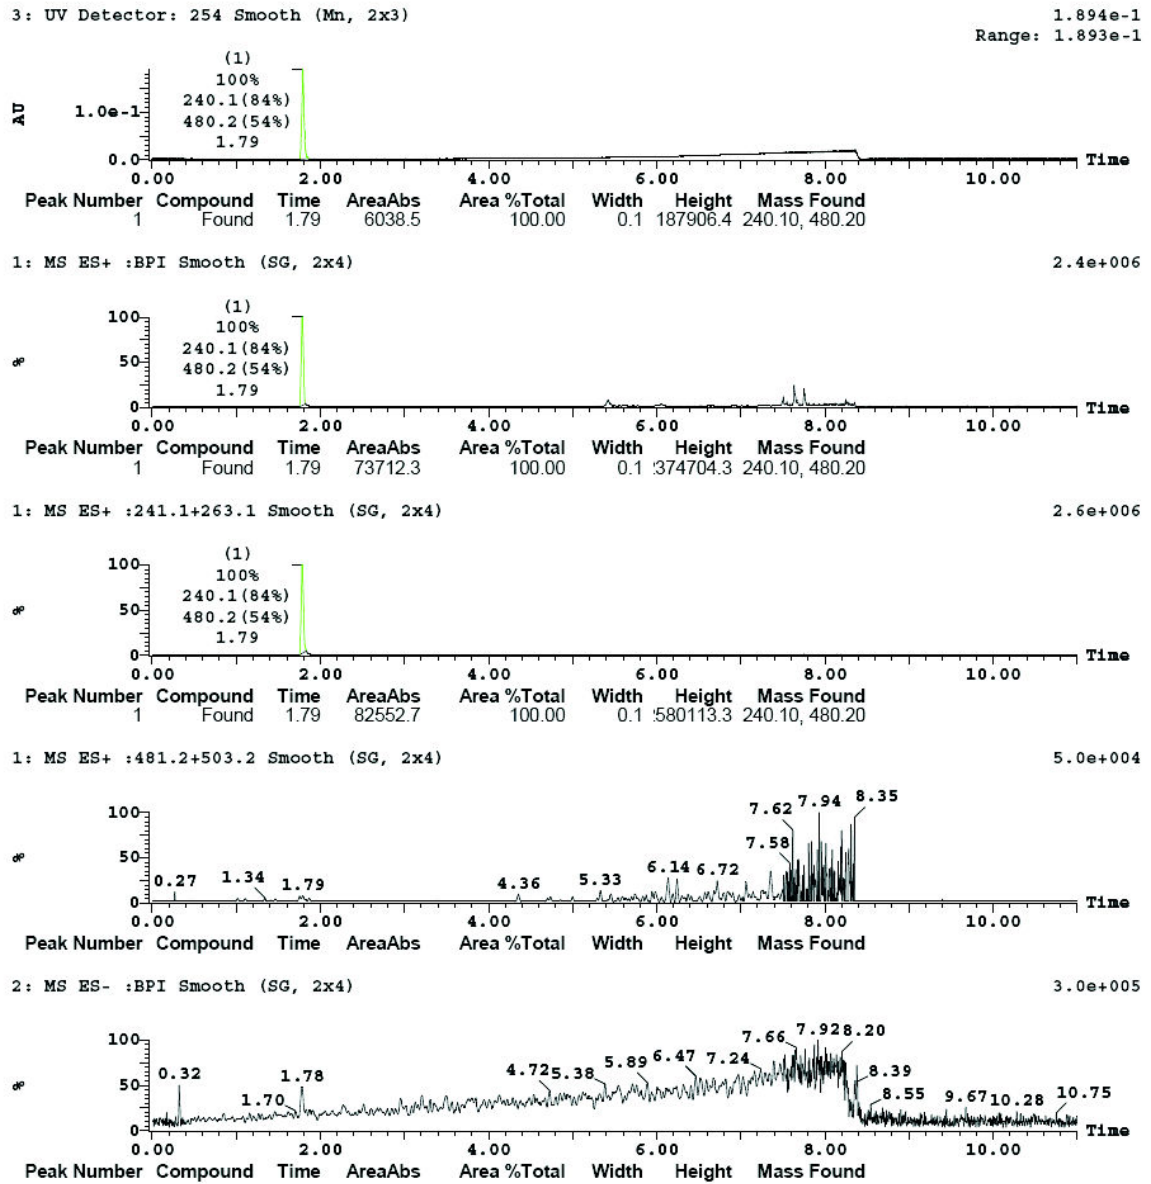 3: UV Detector: 254 Smooth (Mn, 2x3) 1.894e-1
Range: 1.893e-1
(1)
100%
240.1(84%)
480.2(54%)
1.79
AU
1.0e-1
0.0
0.00 2.00 4.00 6.00 8.00 10.00 Time
Peak Number Compound Time AreaAbs Area %Total Width Height Mass Found
1 Found 1.79 6038.5 100.00 0.1 187906.4 240.10, 480.20
1: MS ES+ :BPI Smooth (SG, 2x4) 2.4e+006
(1)
100%
240.1(84%)
480.2(54%)
1.79
100
%
50
0
0.00 2.00 4.00 6.00 8.00 10.00 Time
Peak Number Compound Time AreaAbs Area %Total Width Height Mass Found
1 Found 1.79 73712.3 100.00 0.1 374704.3 240.10, 480.20
1: MS ES+ :241.1+263.1 Smooth (SG, 2x4) 2.6e+006
(1)
100%
240.1(84%)
480.2(54%)
1.79
100
%
50
0
0.00 2.00 4.00 6.00 8.00 10.00 Time
Peak Number Compound Time AreaAbs Area %Total Width Height Mass Found
1 Found 1.79 82552.7 100.00 0.1 580113.3 240.10, 480.20
1: MS ES+ :481.2+503.2 Smooth (SG, 2x4) 5.0e+004
100
%
50
0
0.27 1.34 1.79 4.36 5.33 6.14 6.72 7.58 7.62 7.94 8.35
0.00 2.00 4.00 6.00 8.00 10.00 Time
Peak Number Compound Time AreaAbs Area %Total Width Height Mass Found
2: MS ES- :BPI Smooth (SG, 2x4) 3.0e+005
100
%
50
0
0.32 1.70 1.78 4.72 5.38 5.89 6.47 7.24 7.66 7.92 8.20 8.39 8.55 9.67 10.28 10.75
0.00 2.00 4.00 6.00 8.00 10.00 Time
Peak Number Compound Time AreaAbs Area %Total Width Height Mass Found